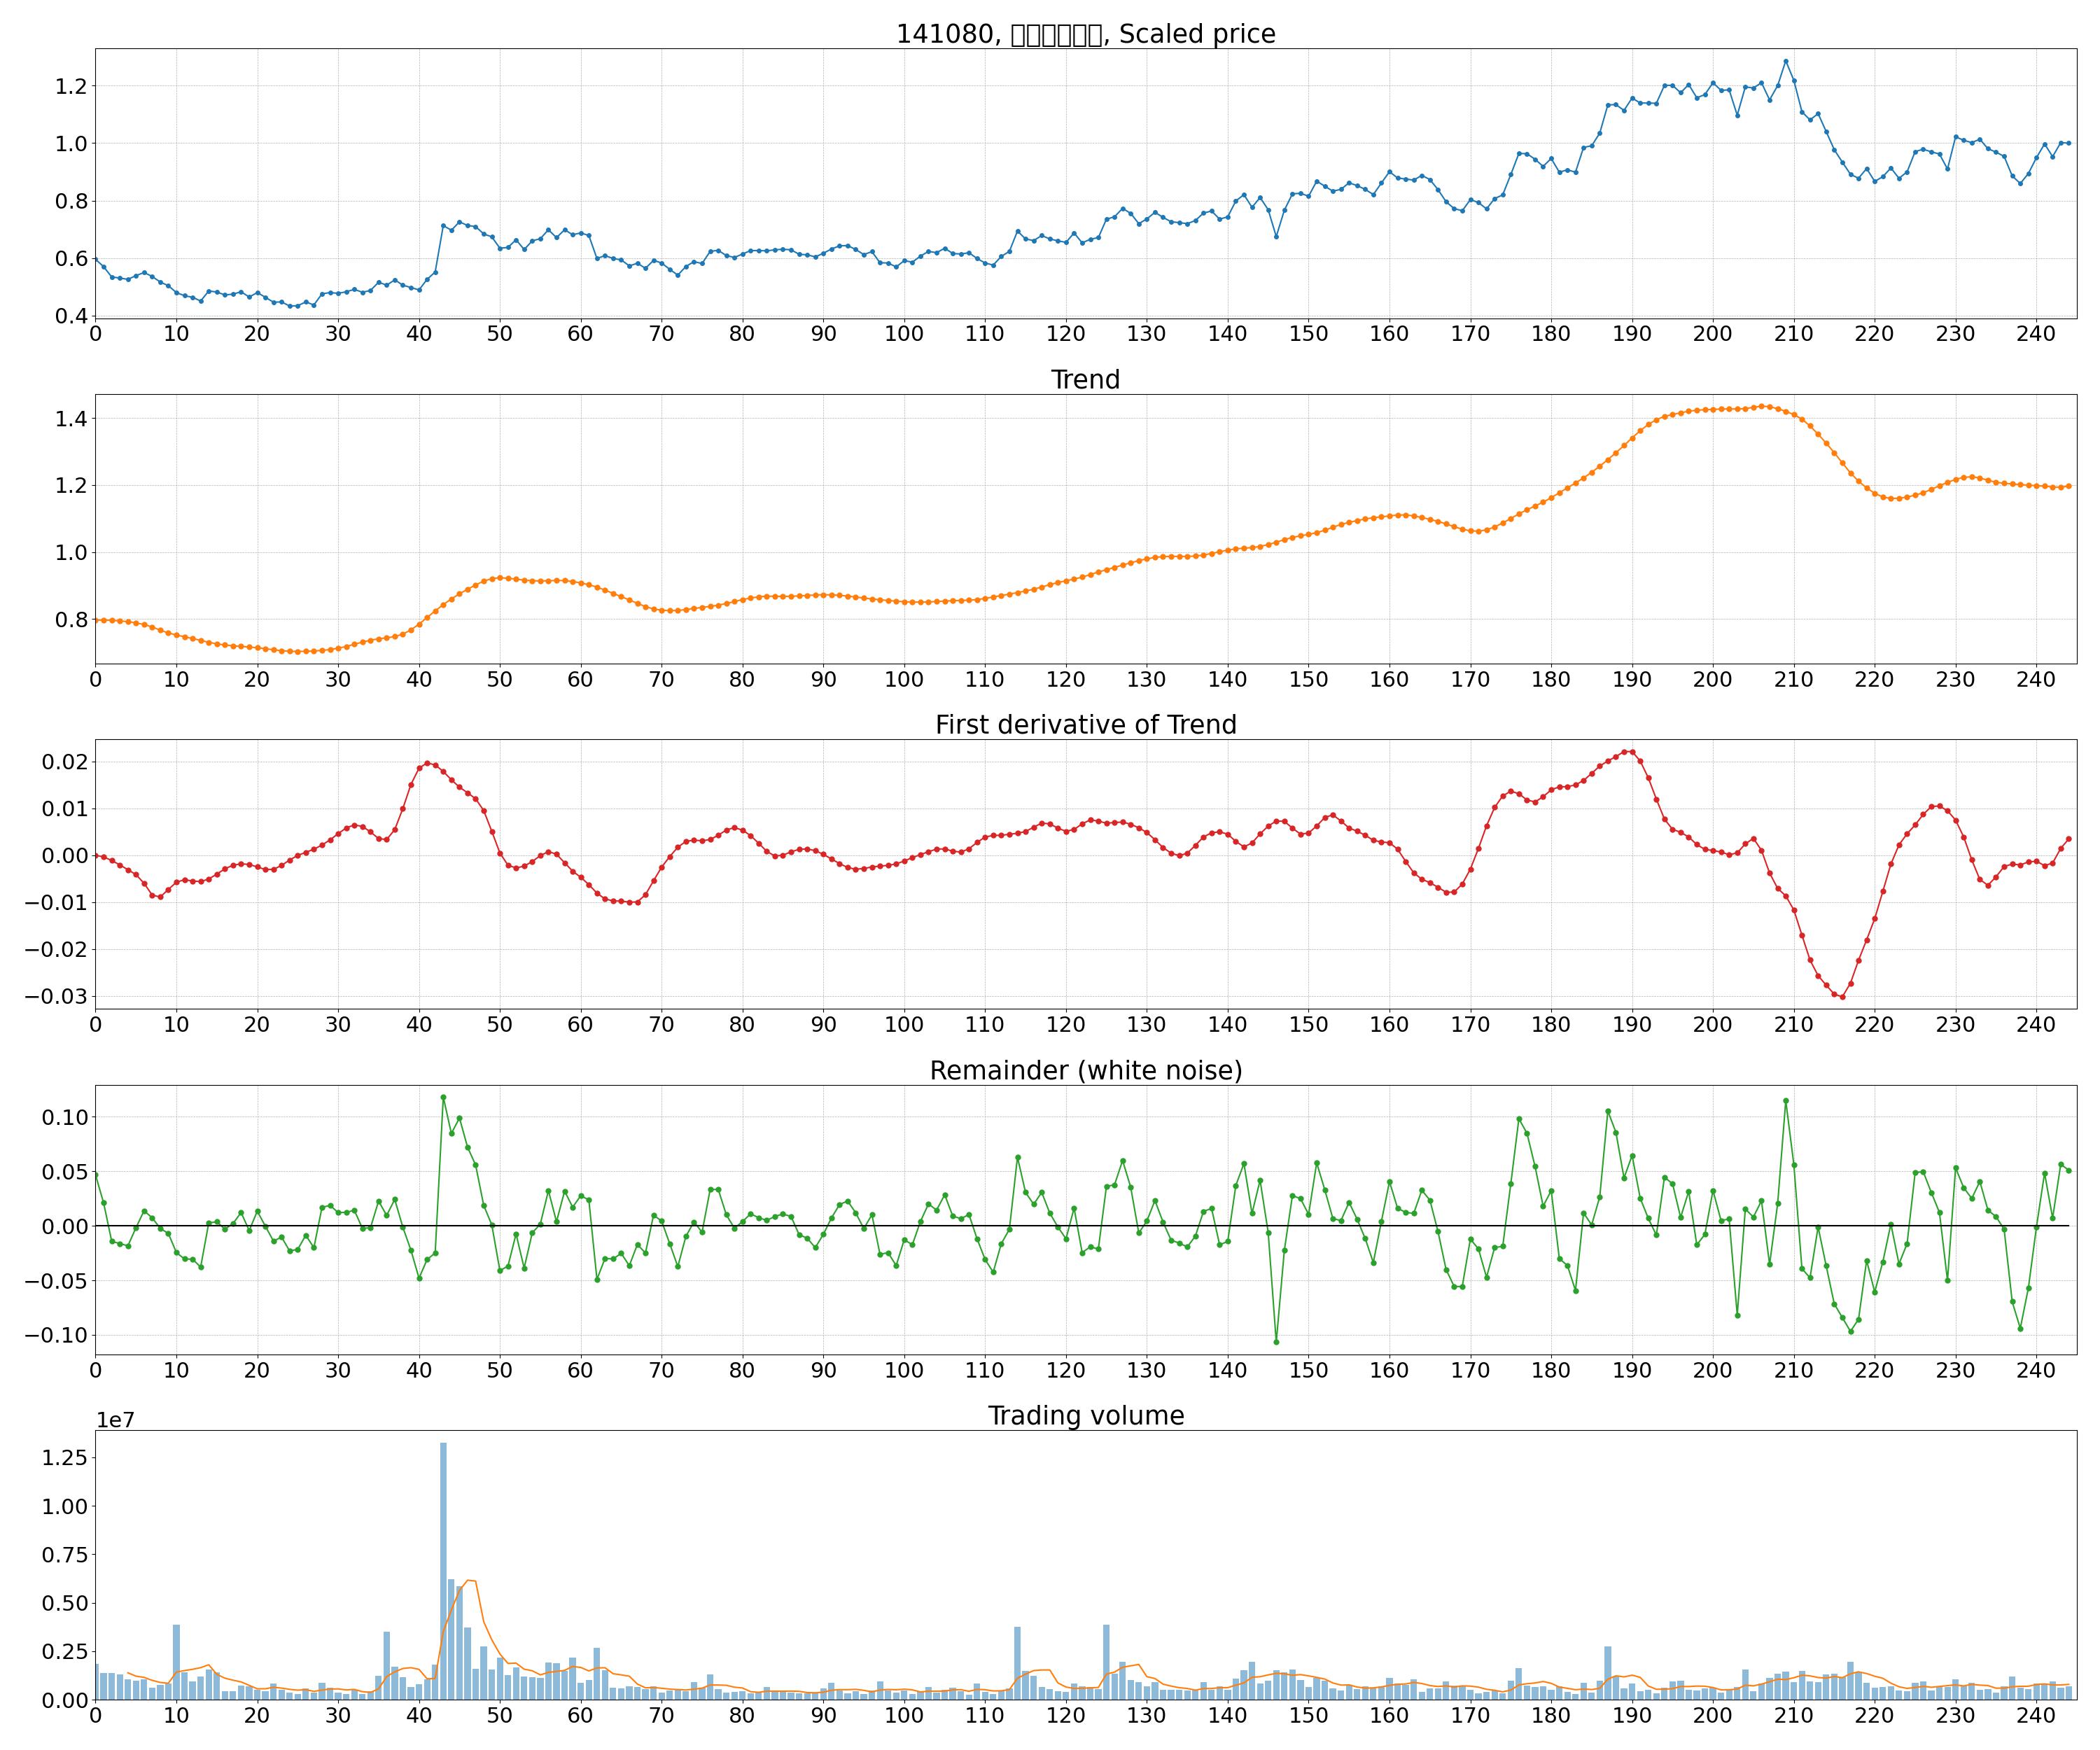 141080, □□□□□□, Scaled price
1.2
1.0
0.8
0.6
0.4
0 10 20 30 40 50 60 70 80 90 100 110 120 130 140 150 160 170 180 190 200 210 220 230 240
Trend
1.4
1.2
1.0
0.8
0 10 20 30 40 50 60 70 80 90 100 110 120 130 140 150 160 170 180 190 200 210 220 230 240
First derivative of Trend
0.02
0.01
0.00
−0.01
−0.02
−0.03
0 10 20 30 40 50 60 70 80 90 100 110 120 130 140 150 160 170 180 190 200 210 220 230 240
Remainder (white noise)
0.10
0.05
0.00
−0.05
−0.10
0 10 20 30 40 50 60 70 80 90 100 110 120 130 140 150 160 170 180 190 200 210 220 230 240
Trading volume
1e7
1.25
1.00
0.75
0.50
0.25
0.00
0 10 20 30 40 50 60 70 80 90 100 110 120 130 140 150 160 170 180 190 200 210 220 230 240